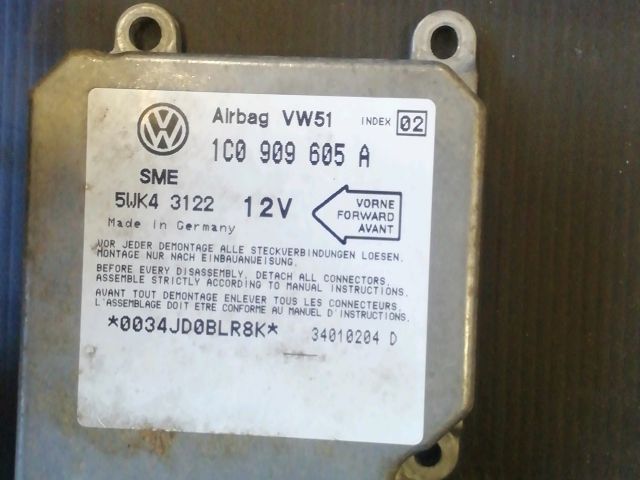 Airbag VW51 INDEX 02
1C0 909 605 A
SME
5WK4 3122 12V
VORNE
FORWARD
AVANT
Made in Germany
VOR JEDER DEMONTAGE ALLE STECKVERBINDUNGEN LOESEN.
MONTAGE NUR NACH EINBAUANWEISUNG.
BEFORE EVERY DISASSEMBLY, DETACH ALL CONNECTORS,
ASSEMBLE STRICTLY ACCORDING TO MANUAL INSTRUCTIONS.
AVANT TOUT DEMONTAGE ENLEVER TOUS LES CONNECTEURS,
L'ASSEMBLAGE DOIT ETRE CONFORME AU MANUEL D'INSTRUCTIONS.
*0034JD0BLR8K* 34010204 D